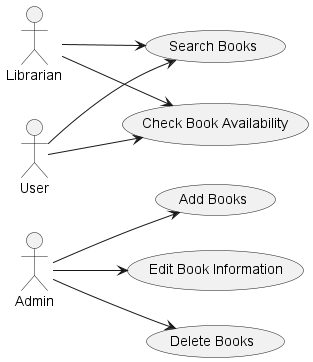 Librarian
Search Books
Check Book Availability
User
Add Books
Admin
Edit Book Information
Delete Books